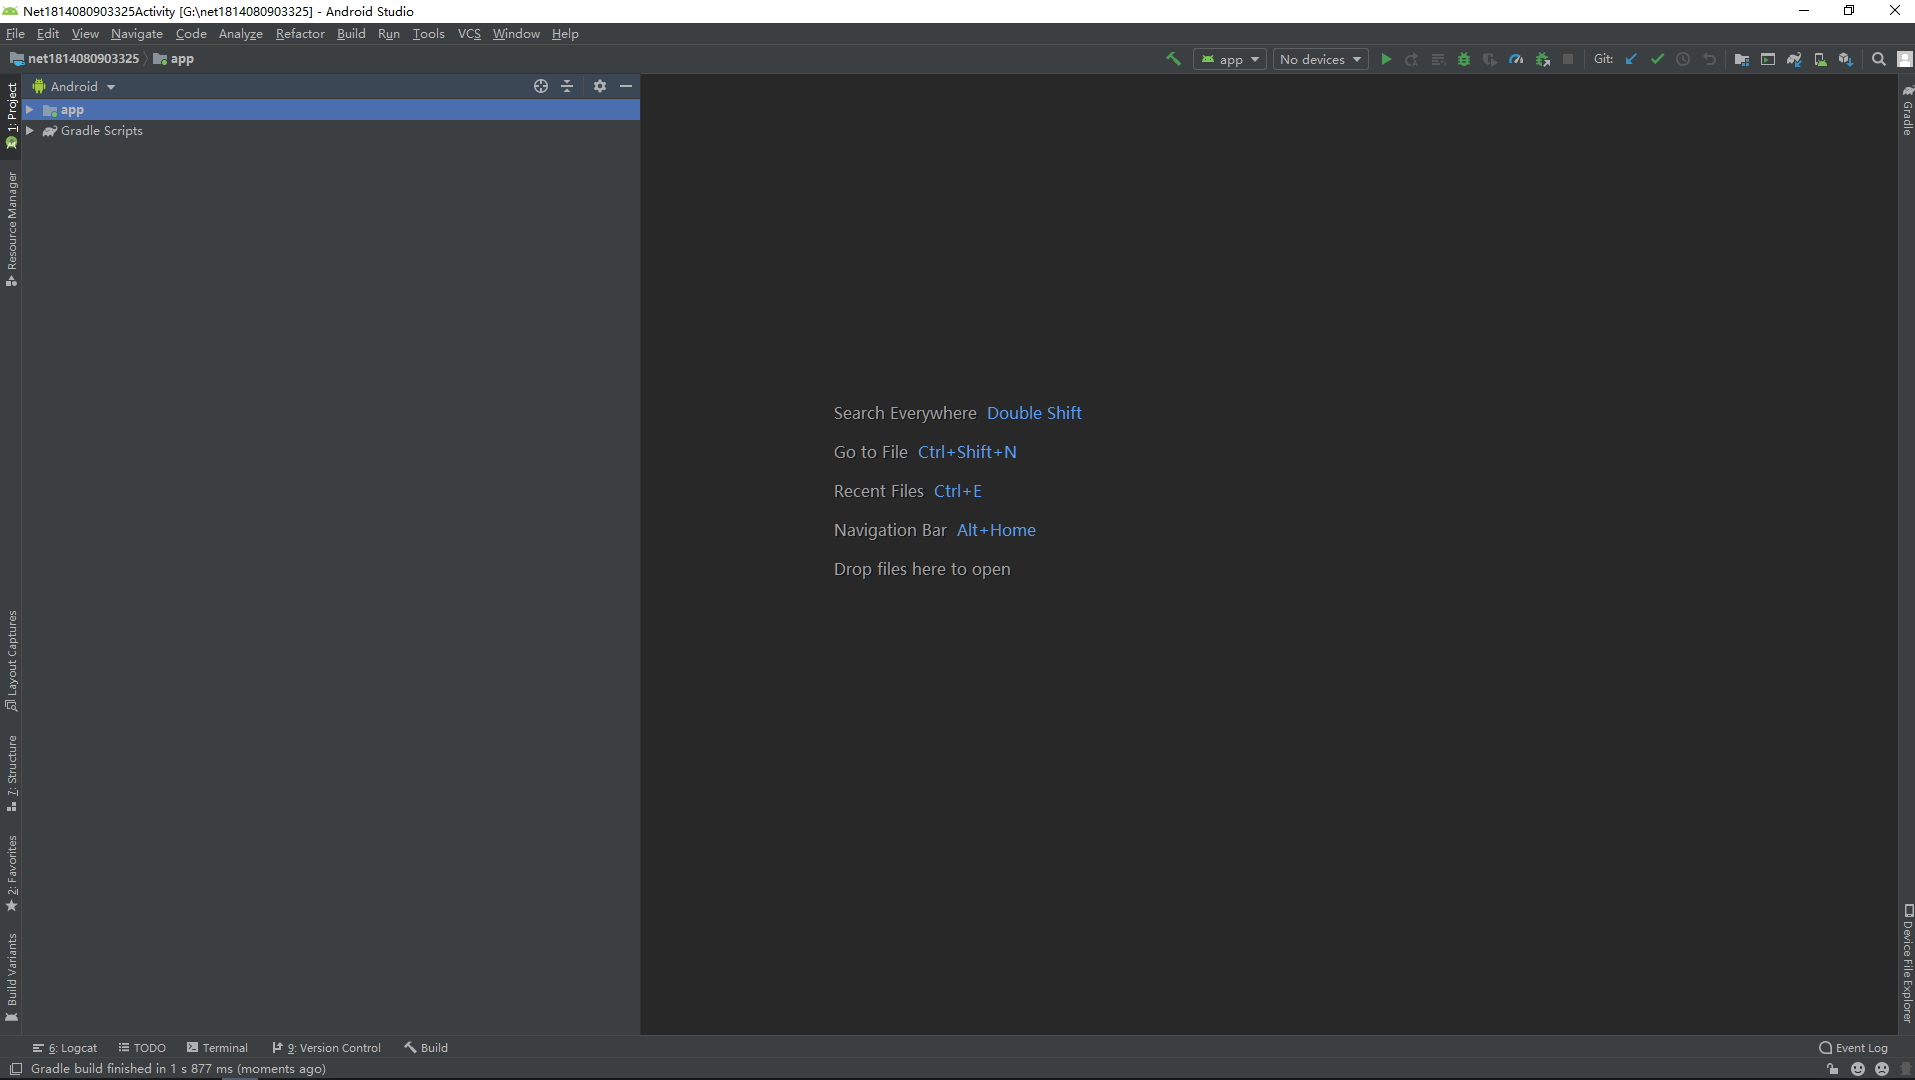 Net1814080903325Activity [G:\net1814080903325] - Android Studio
File Edit View Navigate Code Analyze Refactor Build Run Tools VCS Window Help
net1814080903325 app
app No devices Git:
Android
app
Gradle Scripts
1: Project
Resource Manager
Layout Captures
7: Structure
2: Favorites
Build Variants
Search Everywhere Double Shift
Go to File Ctrl+Shift+N
Recent Files Ctrl+E
Navigation Bar Alt+Home
Drop files here to open
Gradle
Device File Explorer
6: Logcat TODO Terminal 9: Version Control Build Event Log
Gradle build finished in 1 s 877 ms (moments ago)